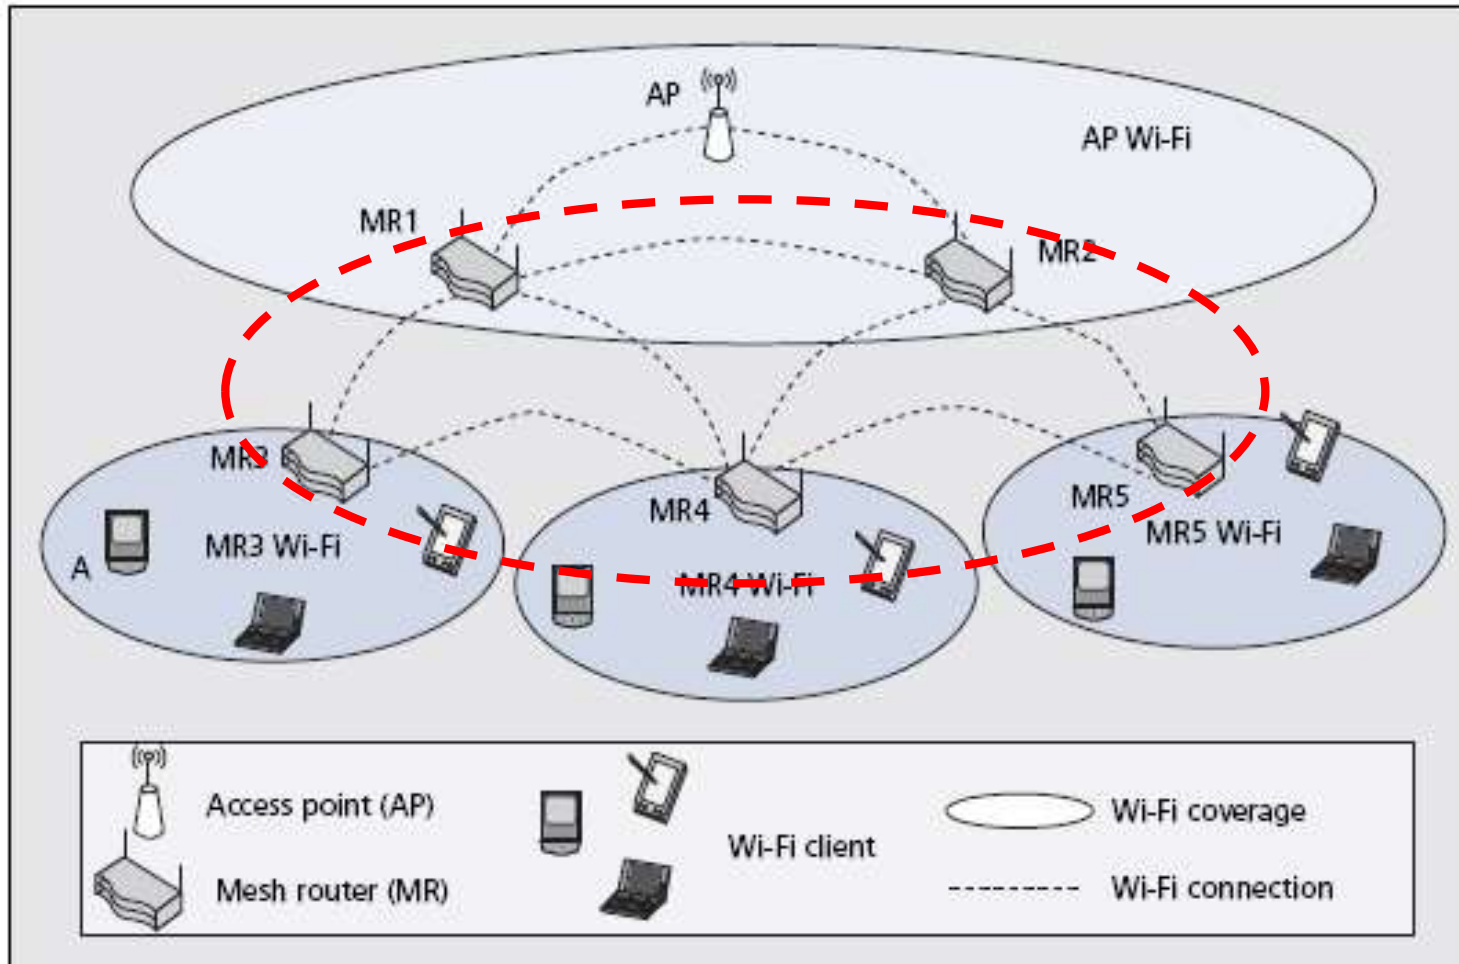 AP
AP Wi-Fi
MR1
MR2
MR3
MR4
MR5
MR3 Wi-Fi
MR5 Wi-Fi
A
MR4 Wi-Fi
Access point (AP)
Wi-Fi coverage
Wi-Fi client
Mesh router (MR)
Wi-Fi connection